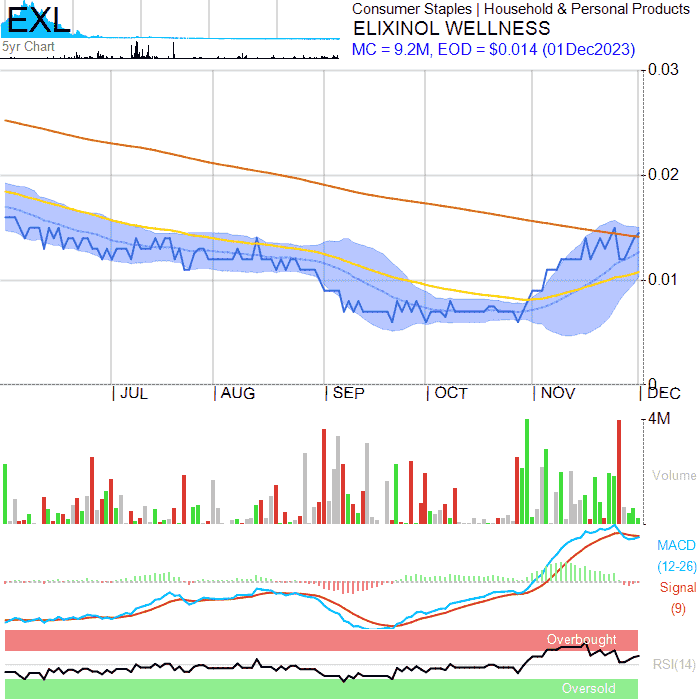 EXL
5yr Chart
Consumer Staples | Household & Personal Products
ELIXINOL WELLNESS
MC = 9.2M, EOD = $0.014 (01Dec2023)
0.03
0.02
0.01
0
JUL AUG SEP OCT NOV DEC
4M
Volume
MACD
(12-26)
Signal
(9)
Overbought
RSI(14)
Oversold